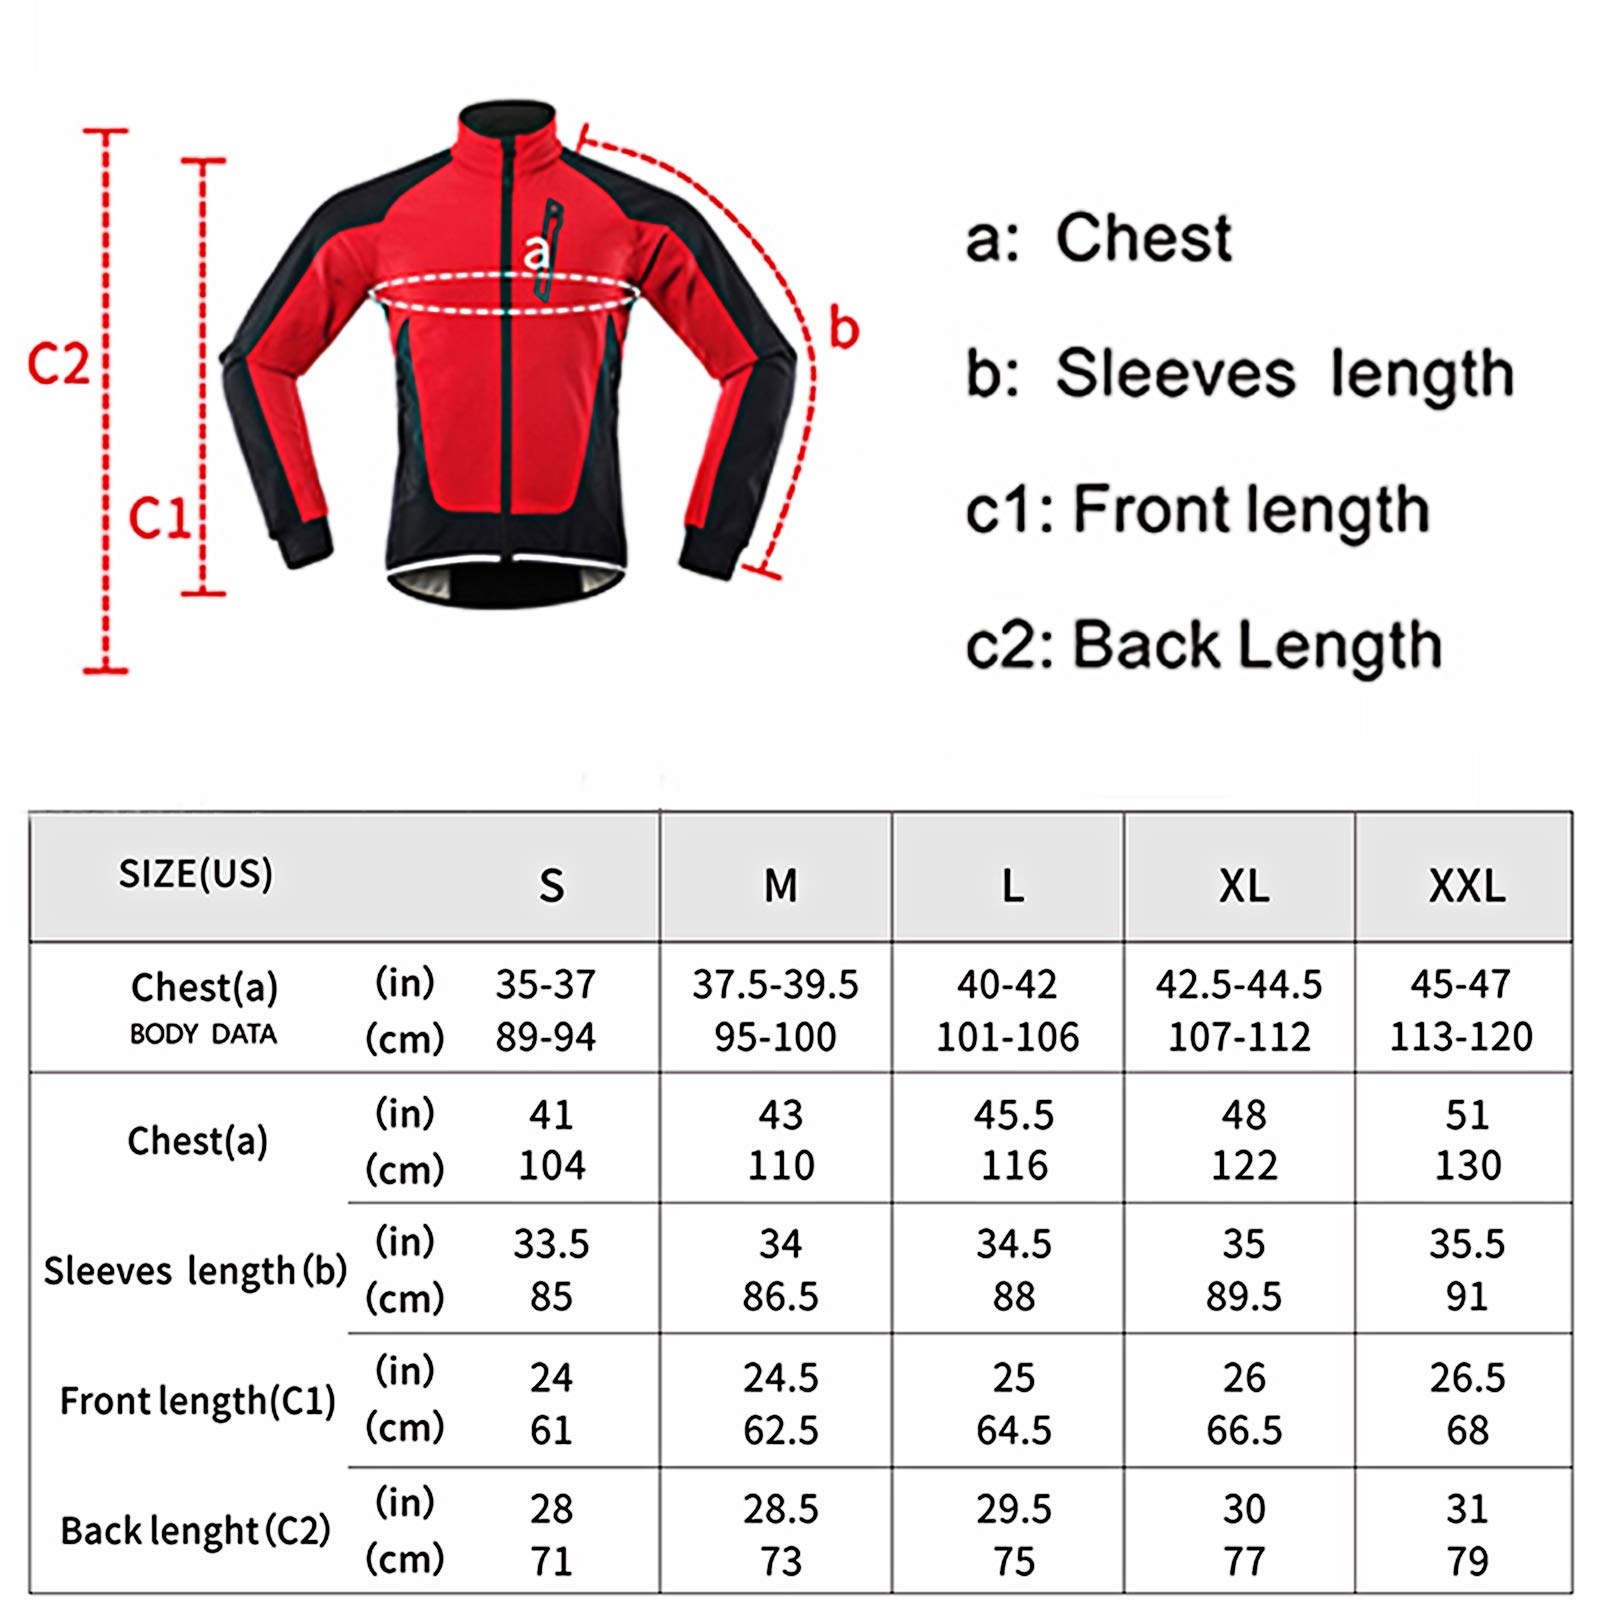 C2
C1
a
b
a: Chest
b: Sleeves length
c1: Front length
c2: Back Length
SIZE(US) S M L XL XXL
Chest(a) (in) 35-37 37.5-39.5 40-42 42.5-44.5 45-47
BODY DATA (cm) 89-94 95-100 101-106 107-112 113-120
Chest(a) (in) 41 43 45.5 48 51
(cm) 104 110 116 122 130
Sleeves length(b) (in) 33.5 34 34.5 35 35.5
(cm) 85 86.5 88 89.5 91
Front length(C1) (in) 24 24.5 25 26 26.5
(cm) 61 62.5 64.5 66.5 68
Back lenght(C2) (in) 28 28.5 29.5 30 31
(cm) 71 73 75 77 79